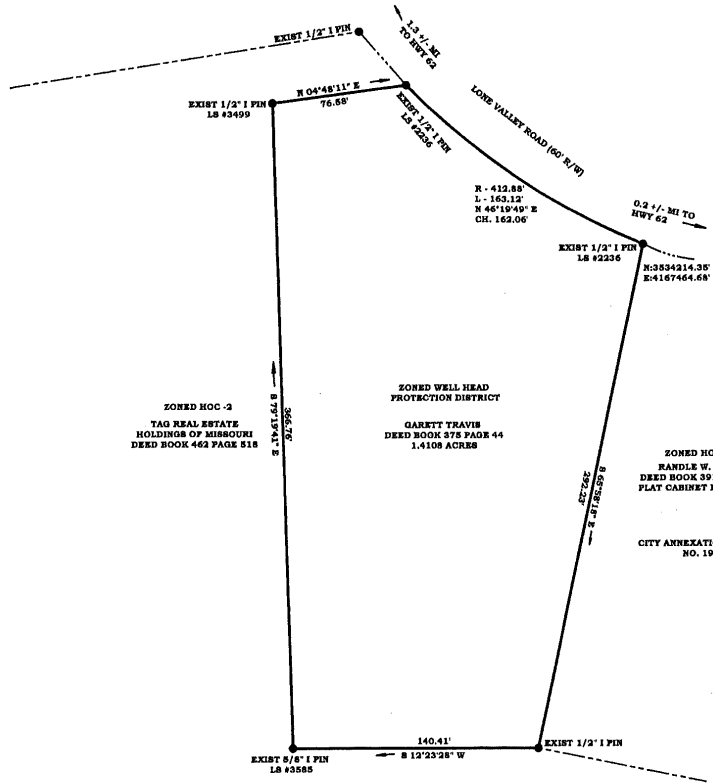 1.3 +/- MI
TO HWY 62
EXIST 1/2" I PIN
N 04°48'11" E
76.58'
EXIST 1/2" I PIN
LS #3499
EXIST 1/2" I PIN
LS #2236
LONE VALLEY ROAD (60' R/W)
R - 412.88'
L - 163.12'
N 46°19'49" E
CH. 162.06'
0.2 +/- MI TO
HWY 62
EXIST 1/2" I PIN
LS #2236
N:3534214.35'
E:4167464.68'
ZONED WELL HEAD
PROTECTION DISTRICT
GARETT TRAVIS
DEED BOOK 375 PAGE 44
1.4108 ACRES
ZONED HOC -2
TAG REAL ESTATE
HOLDINGS OF MISSOURI
DEED BOOK 462 PAGE 518
S 79°19'41" E
366.76'
S 65°58'18" E
292.23'
ZONED HO
RANDLE W.
DEED BOOK 39
PLAT CABINET
CITY ANNEXATI
NO. 19
140.41'
S 12°23'28" W
EXIST 1/2" I PIN
EXIST 5/8" I PIN
LS #3585